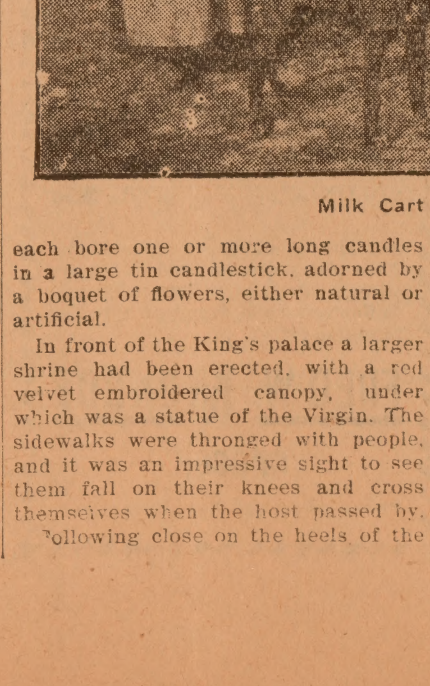 Milk Cart
each bore one or more long candles
in a large tin candlestick, adorned by
a boquet of flowers, either natural or
artificial.
In front of the King's palace a larger
shrine had been erected, with a red
velvet embroidered canopy, under
which was a statue of the Virgin. The
sidewalks were thronged with people,
and it was an impressive sight to see
them fall on their knees and cross
themselves when the host passed by.
Following close on the heels of the